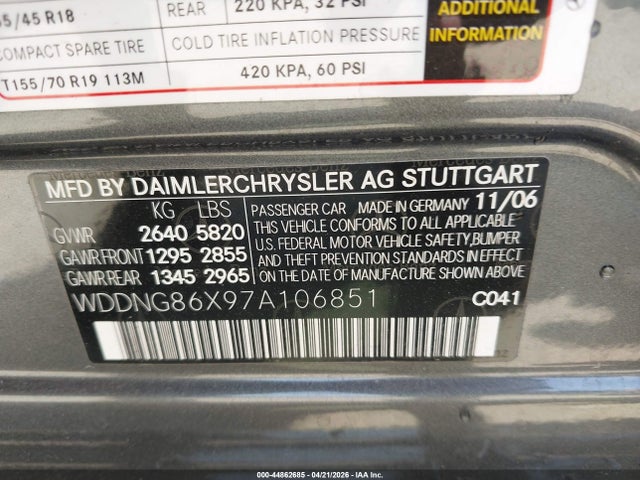 45 R18 REAR 220 KPA, 32 PSI
COMPACT SPARE TIRE COLD TIRE INFLATION PRESSURE
T155/70 R19 113M 420 KPA, 60 PSI
ADDITIONAL
INFORMATION
MFD BY DAIMLERCHRYSLER AG STUTTGART
KG LBS
GVWR 2640 5820
GAWR FRONT 1295 2855
GAWR REAR 1345 2965
PASSENGER CAR MADE IN GERMANY 11/06
THIS VEHICLE CONFORMS TO ALL APPLICABLE
U.S. FEDERAL MOTOR VEHICLE SAFETY, BUMPER
AND THEFT PREVENTION STANDARDS IN EFFECT
ON THE DATE OF MANUFACTURE SHOWN ABOVE
WDDNG86X97A106851 C041
000-44862685 - 04/21/2026 - IAA Inc.